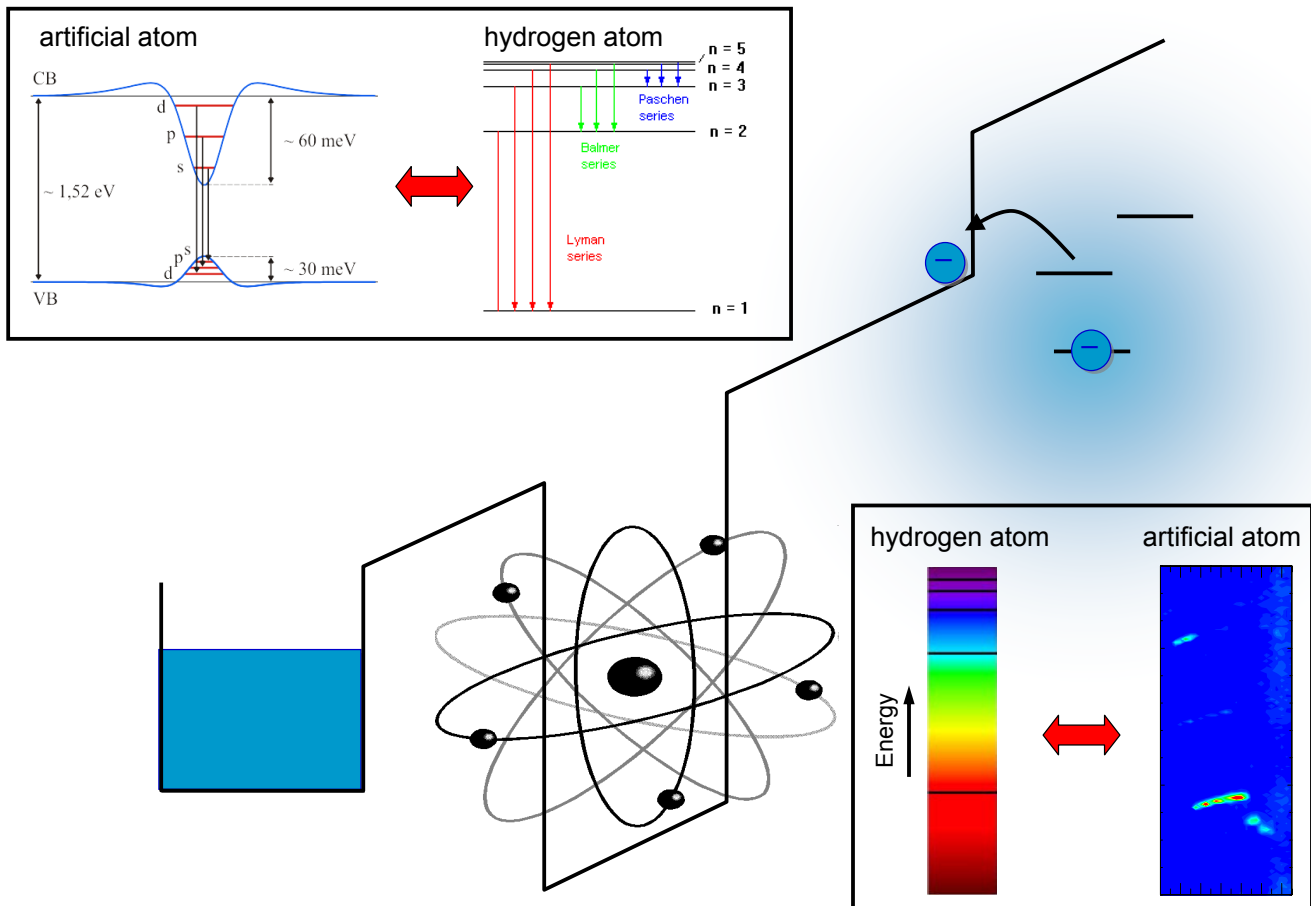 artificial atom
hydrogen atom
CB
d
p
s
~ 60 meV
~ 1,52 eV
s
p
d
~ 30 meV
VB
n = 5
n = 4
n = 3
Paschen
series
n = 2
Balmer
series
Lyman
series
n = 1
−
−
hydrogen atom
artificial atom
Energy